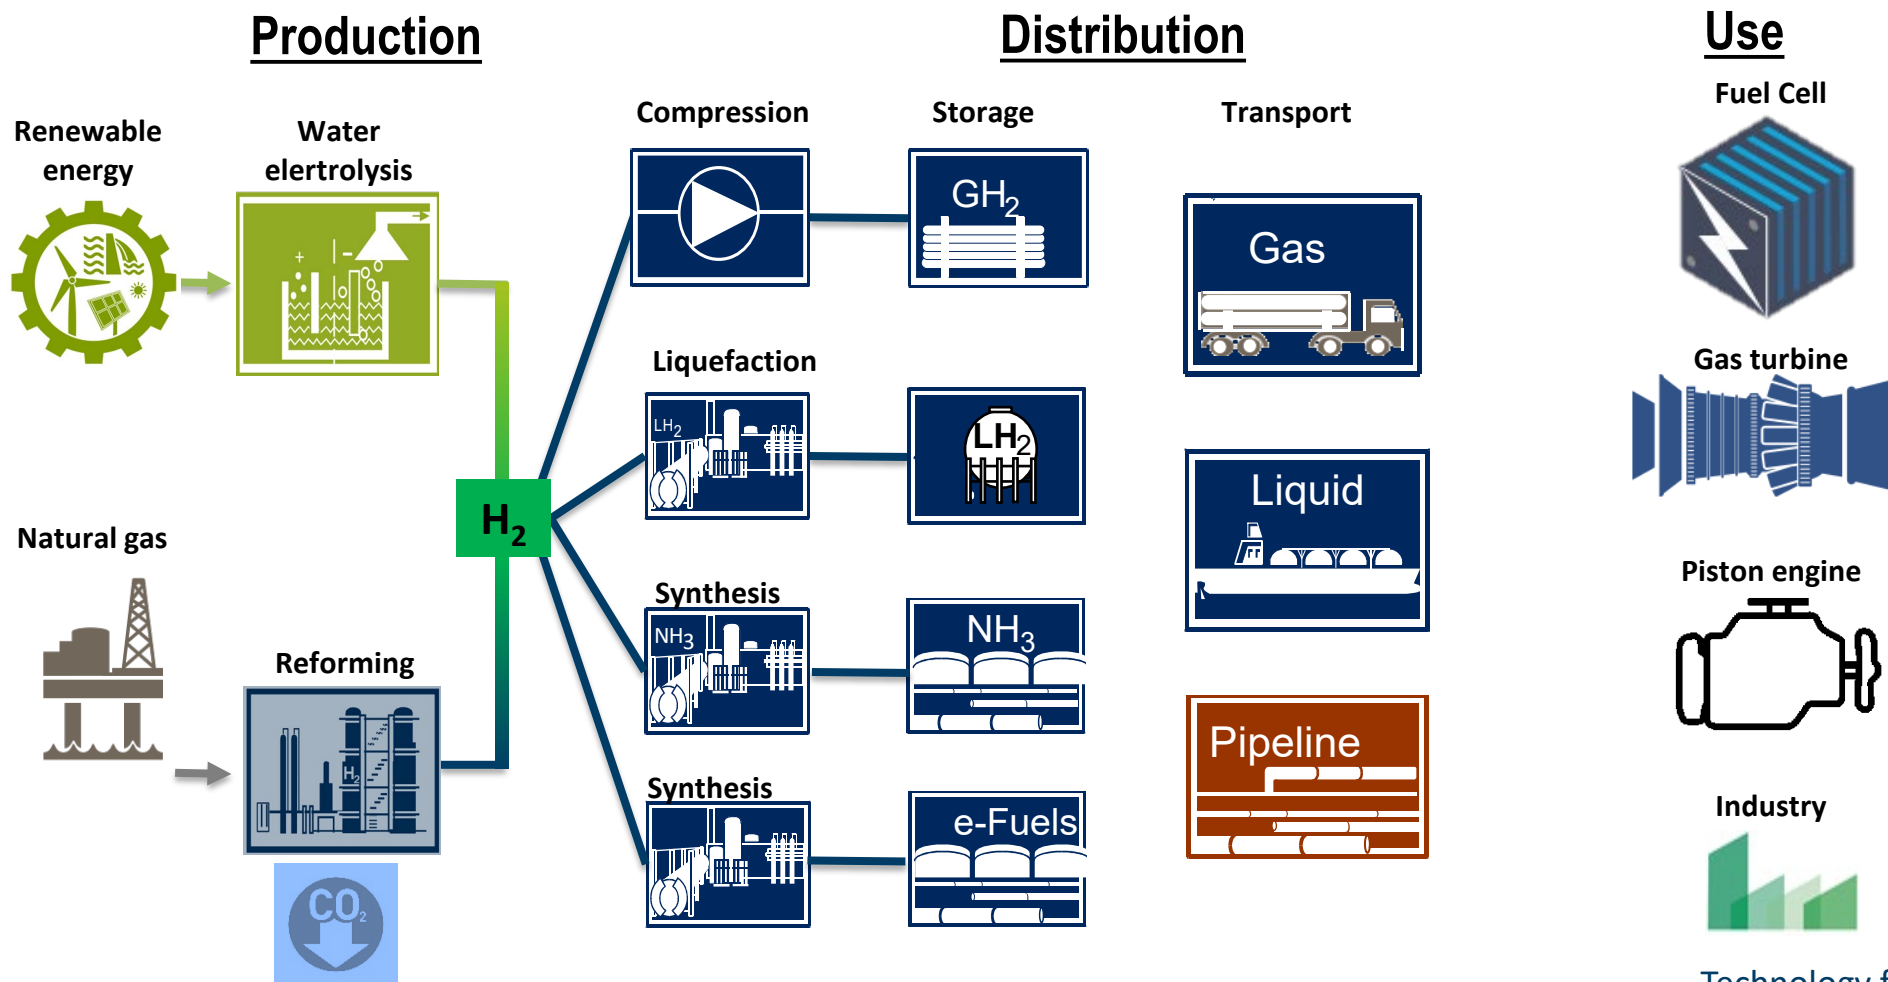 Production
Distribution
Use
Renewable
energy
Water
elertrolysis
+ -
Natural gas
Reforming
H2
CO2
H2
Compression
Storage
Transport
GH2
Liquefaction
LH2
LH2
Synthesis
NH3
NH3
Synthesis
e-Fuels
Gas
Liquid
Pipeline
Fuel Cell
Gas turbine
Piston engine
Industry
Technology f